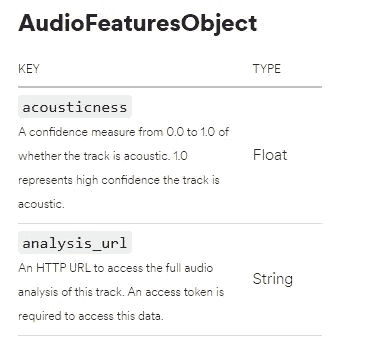 AudioFeaturesObject
KEY TYPE
acousticness
A confidence measure from 0.0 to 1.0 of
whether the track is acoustic. 1.0
Float
represents high confidence the track is
acoustic.
analysis_url
An HTTP URL to access the full audio
analysis of this track. An access token is
String
required to access this data.